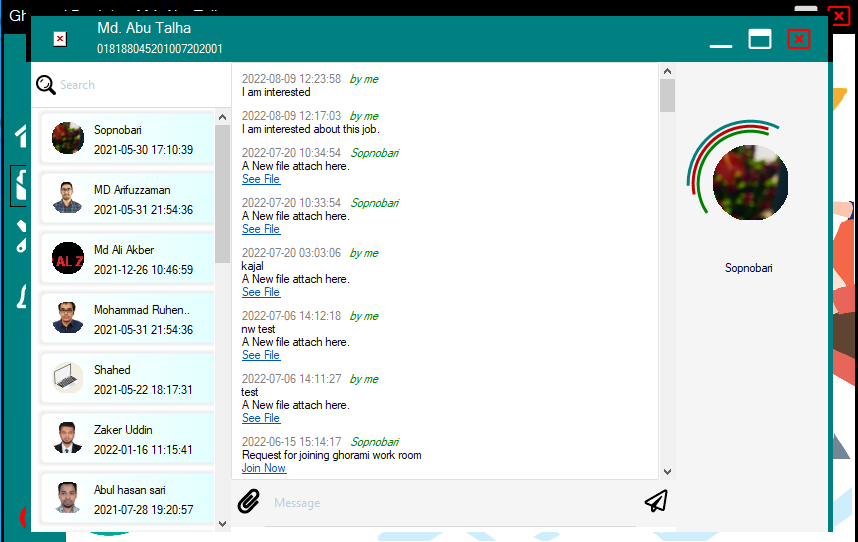 Md. Abu Talha
018188045201007202001
Search
Sopnobari
2021-05-30 17:10:39
MD Arifuzzaman
2021-05-31 21:54:36
Md Ali Akber
2021-12-26 10:46:59
Mohammad Ruhen..
2021-05-31 21:54:36
Shahed
2021-05-22 18:17:31
Zaker Uddin
2022-01-16 11:15:41
Abul hasan sari
2021-07-28 19:20:57
AL Z
2022-08-09 12:23:58 by me
I am interested
2022-08-09 12:17:03 by me
I am interested about this job.
2022-07-20 10:34:54 Sopnobari
A New file attach here.
See File
2022-07-20 10:33:54 Sopnobari
A New file attach here.
See File
2022-07-20 03:03:06 by me
kajal
A New file attach here.
See File
2022-07-06 14:12:18 by me
nw test
A New file attach here.
See File
2022-07-06 14:11:27 by me
test
A New file attach here.
See File
2022-06-15 15:14:17 Sopnobari
Request for joining ghorami work room
Join Now
Message
Sopnobari